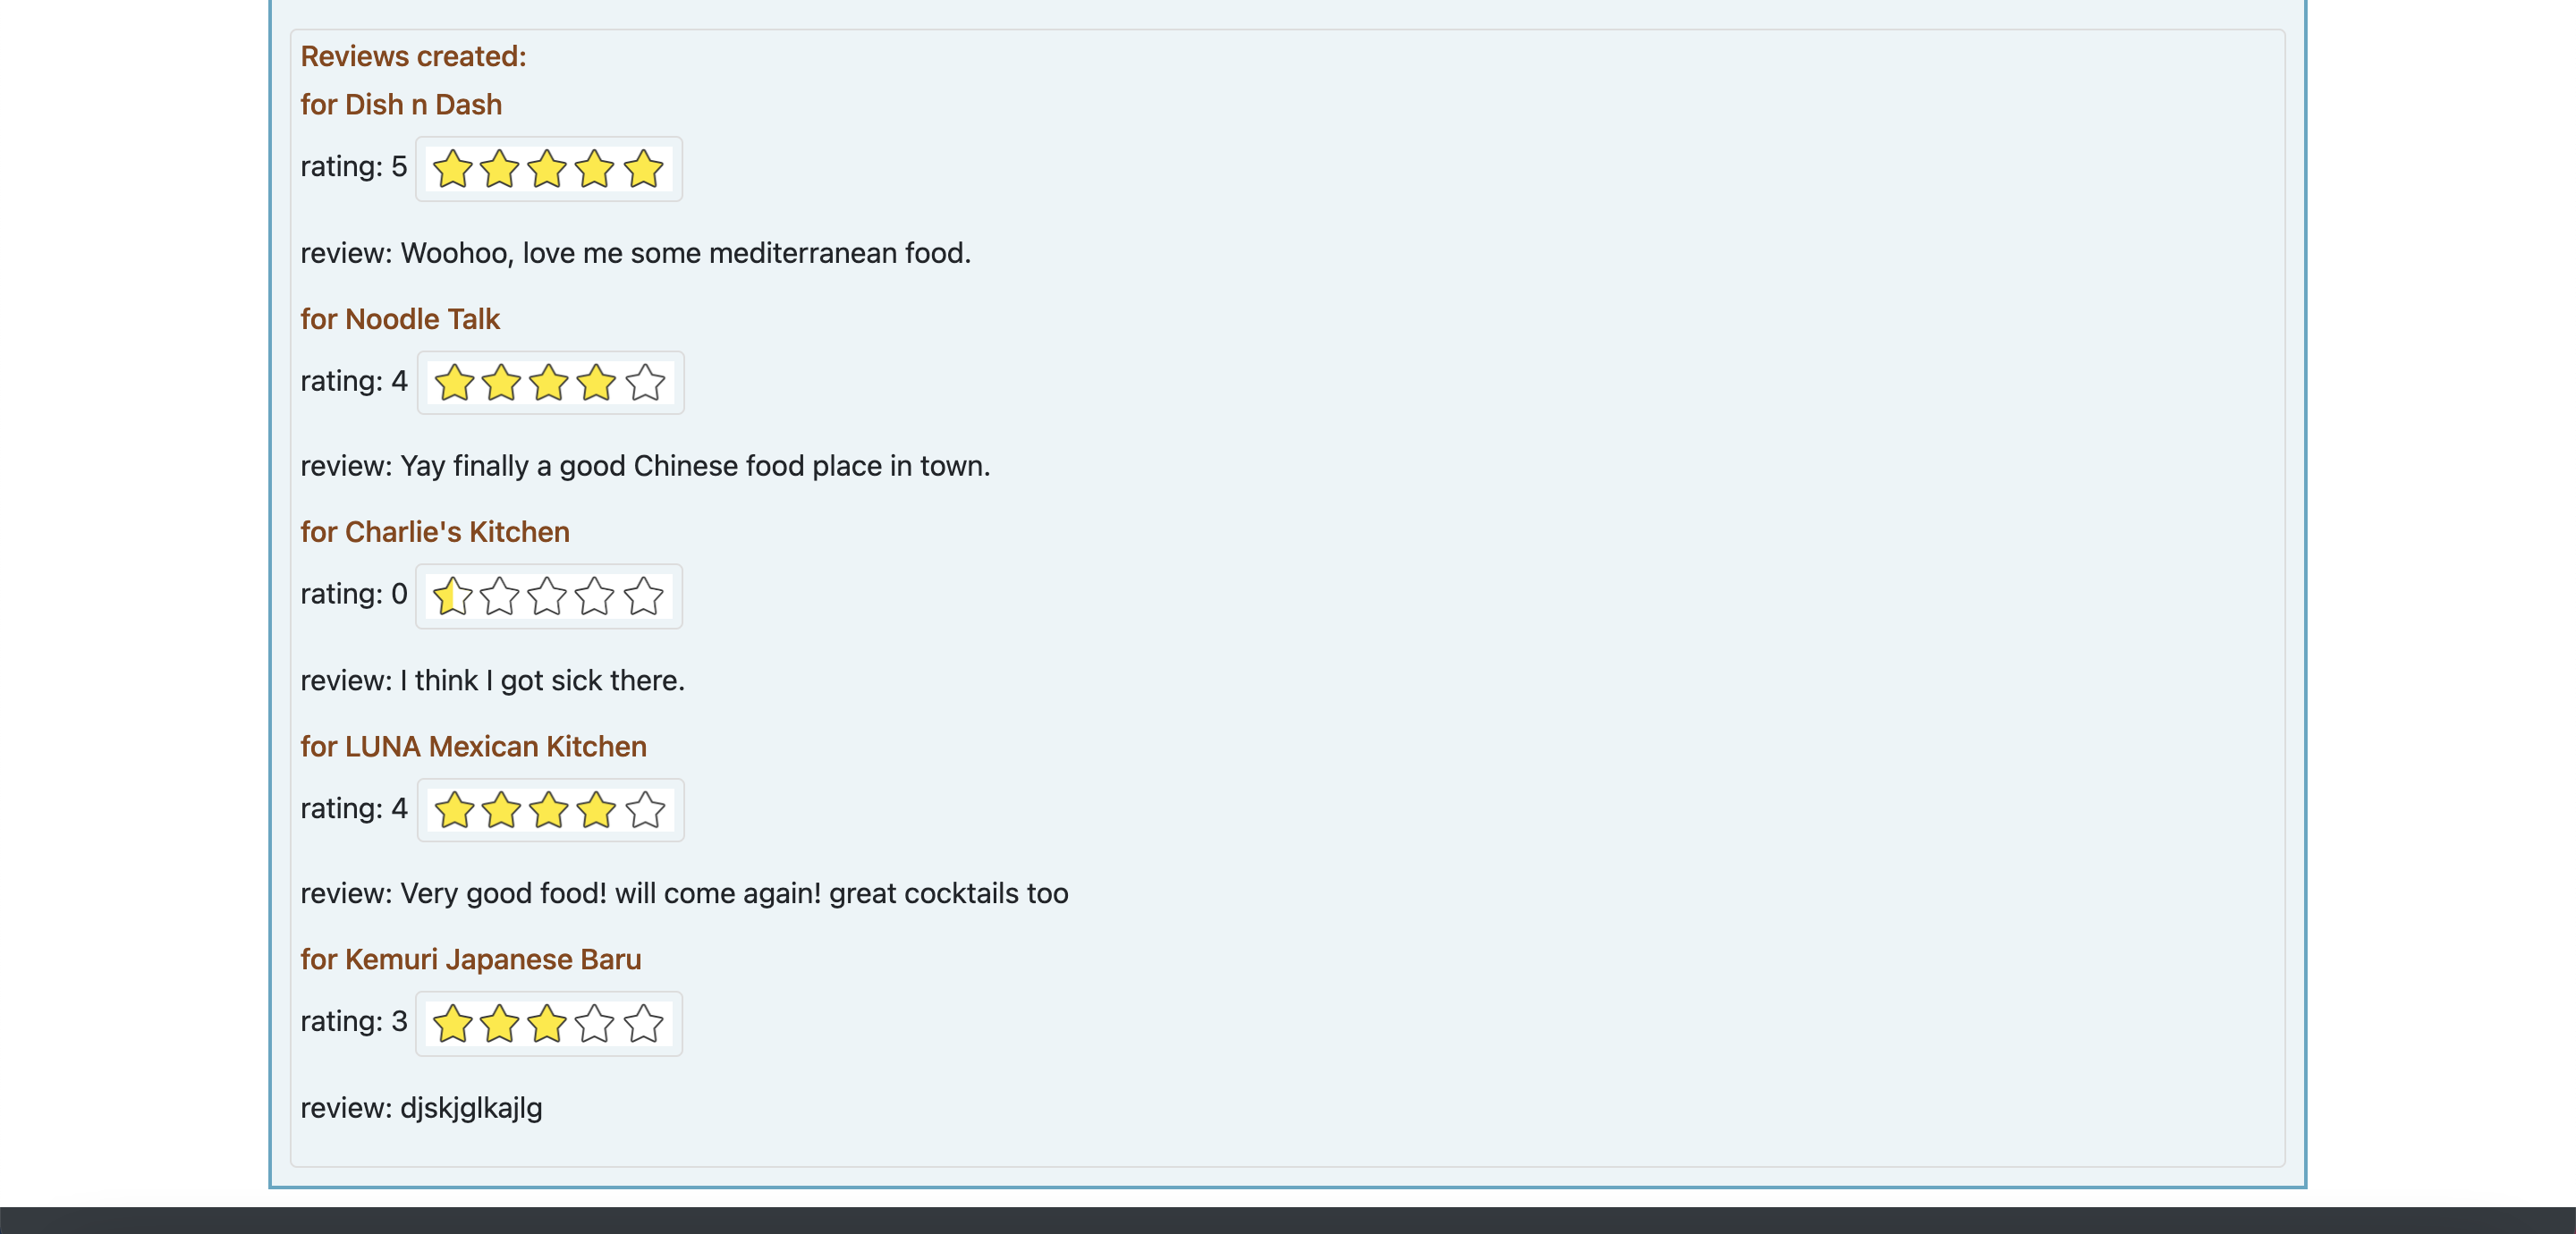 Reviews created:
for Dish n Dash
rating: 5
review: Woohoo, love me some mediterranean food.
for Noodle Talk
rating: 4
review: Yay finally a good Chinese food place in town.
for Charlie's Kitchen
rating: 0
review: I think I got sick there.
for LUNA Mexican Kitchen
rating: 4
review: Very good food! will come again! great cocktails too
for Kemuri Japanese Baru
rating: 3
review: djskjglkajlg